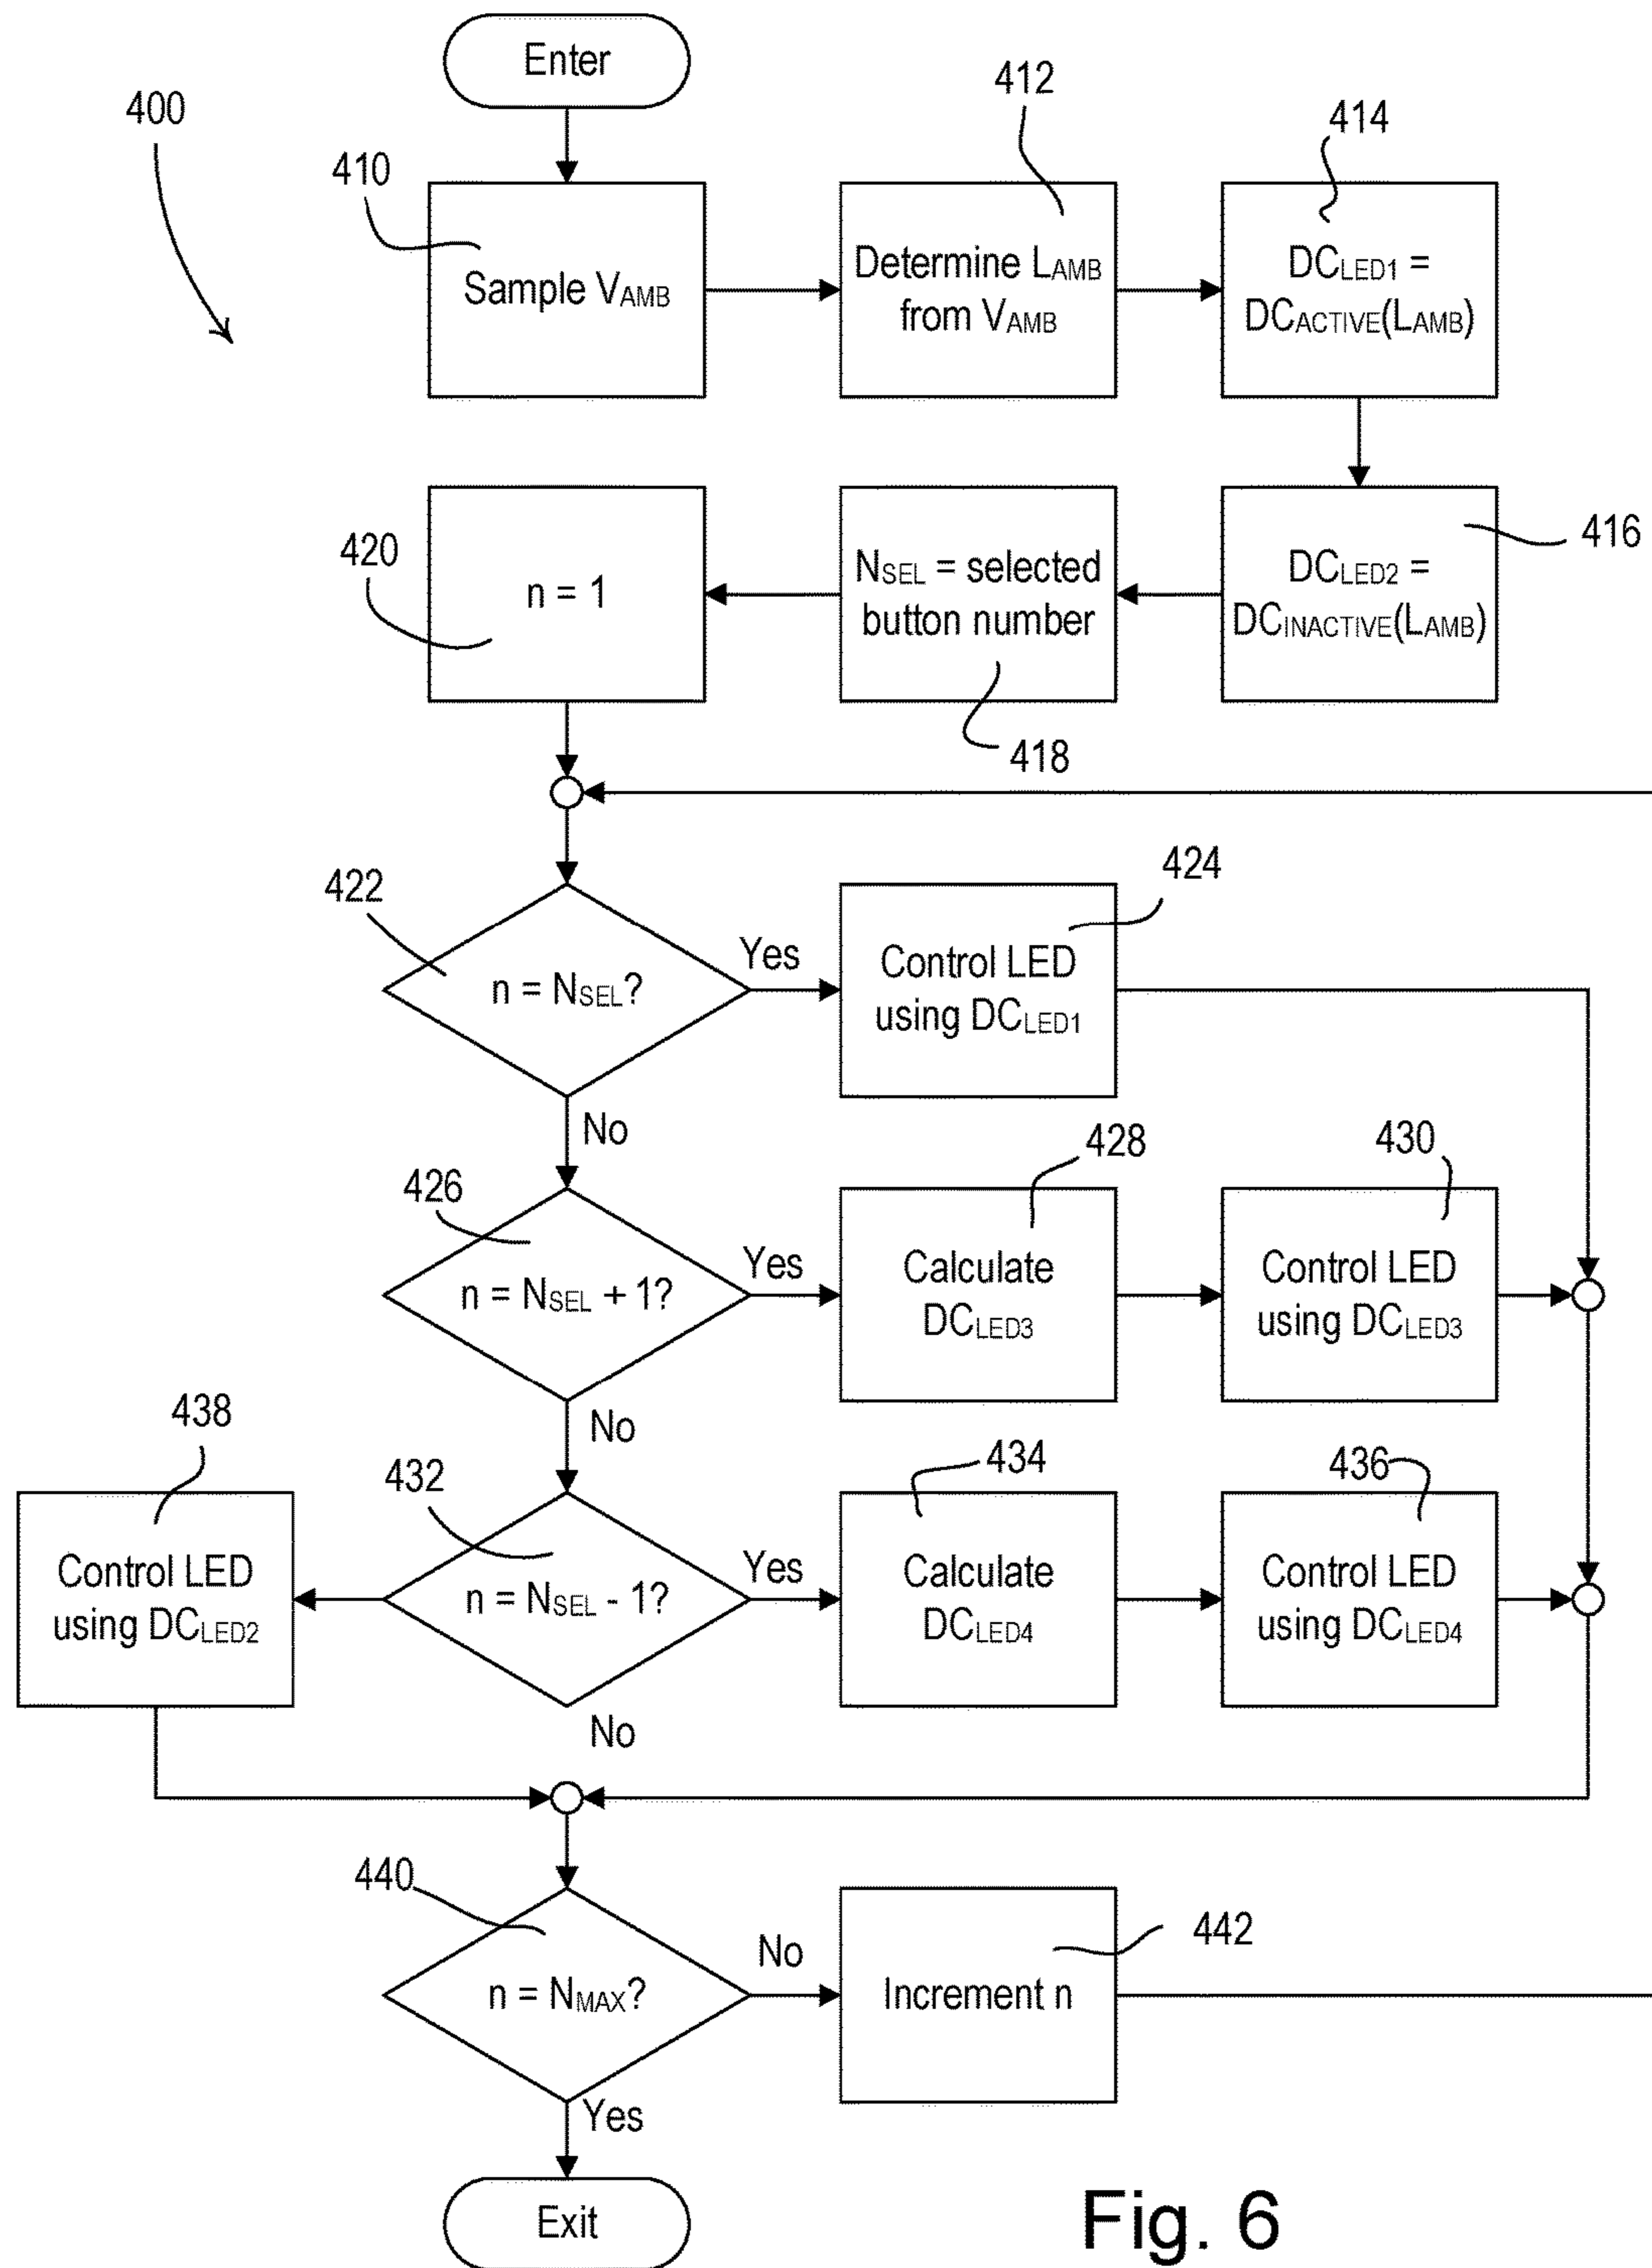 Enter
400
410
Sample VAMB
412
Determine LAMB
from VAMB
414
DCLED1 =
DCACTIVE(LAMB)
416
DCLED2 =
DCINACTIVE(LAMB)
418
NSEL = selected
button number
420
n = 1
422
n = NSEL?
Yes
424
Control LED
using DCLED1
No
426
n = NSEL + 1?
Yes
428
Calculate
DCLED3
430
Control LED
using DCLED3
No
432
n = NSEL - 1?
Yes
434
Calculate
DCLED4
436
Control LED
using DCLED4
No
438
Control LED
using DCLED2
440
n = NMAX?
No
442
Increment n
Yes
Exit
Fig. 6